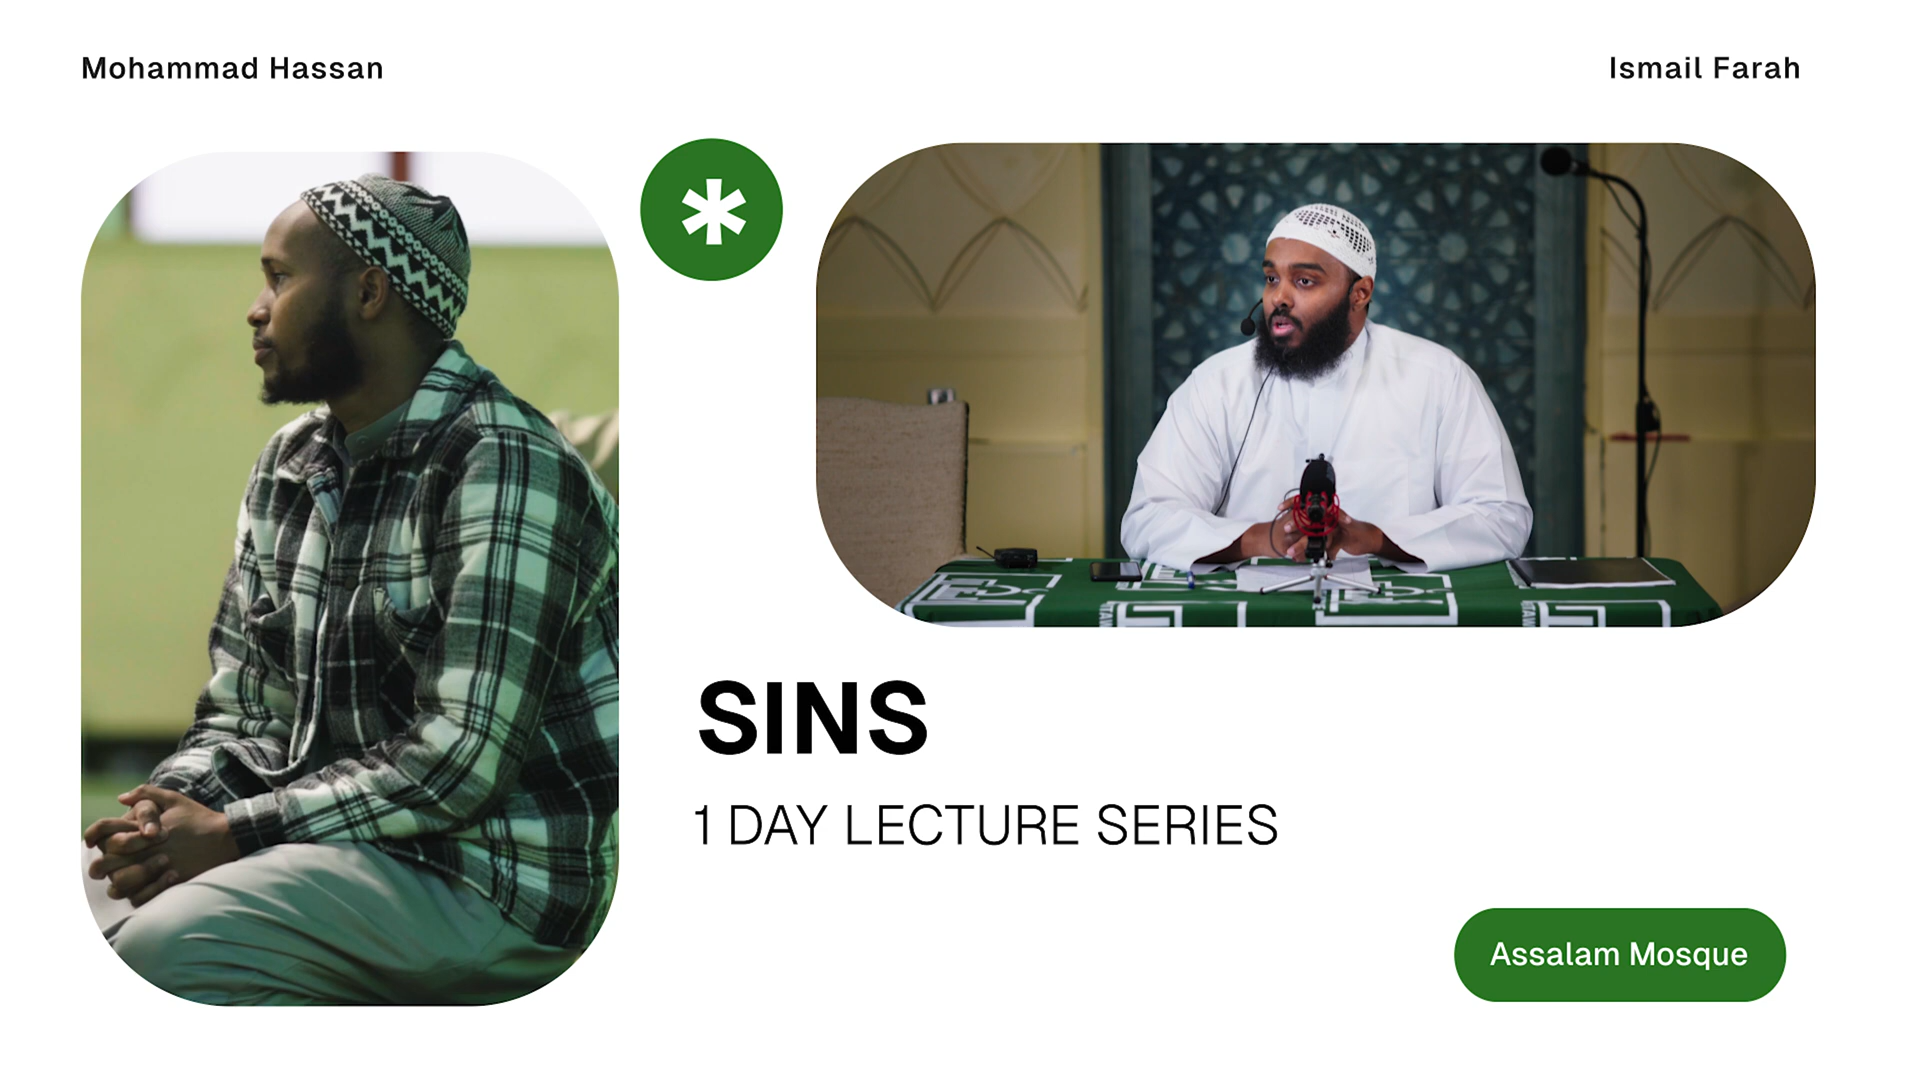 Mohammad Hassan
Ismail Farah
*
SINS
1 DAY LECTURE SERIES
Assalam Mosque